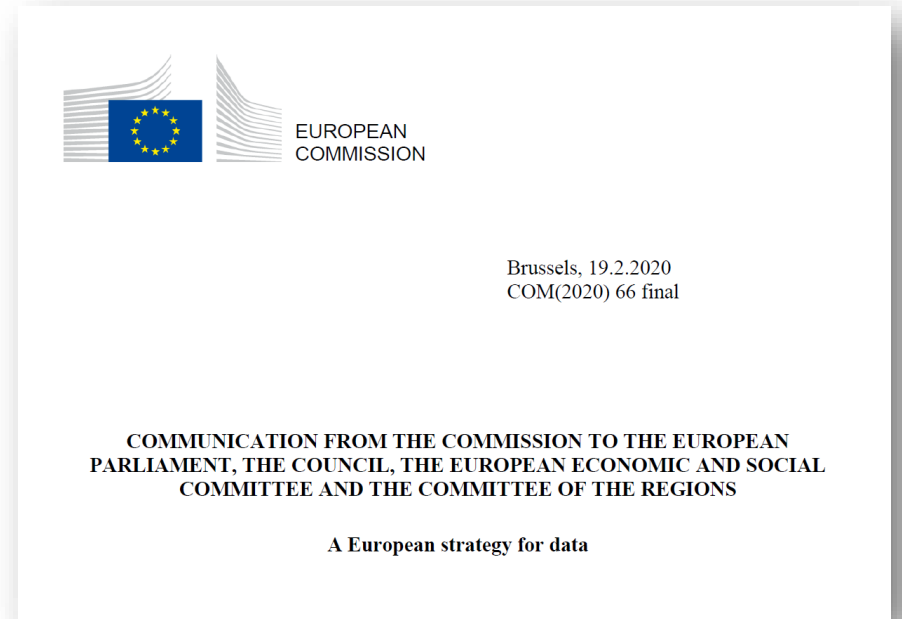 EUROPEAN
COMMISSION
Brussels, 19.2.2020
COM(2020) 66 final
COMMUNICATION FROM THE COMMISSION TO THE EUROPEAN
PARLIAMENT, THE COUNCIL, THE EUROPEAN ECONOMIC AND SOCIAL
COMMITTEE AND THE COMMITTEE OF THE REGIONS
A European strategy for data